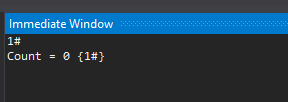 Immediate Window
1#
Count = 0 {1#}